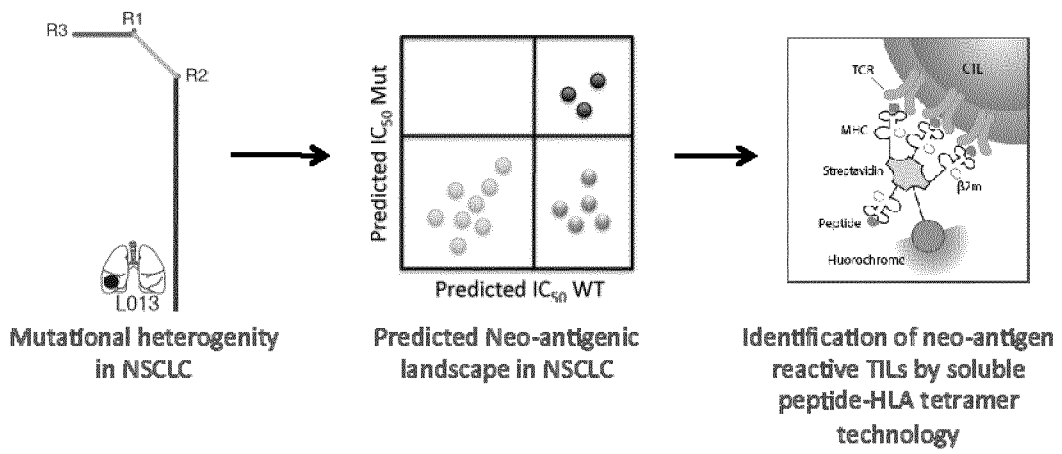 R3
R1
R2
L013
Mutational heterogenity
in NSCLC
Predicted IC50 Mut
Predicted IC50 WT
Predicted Neo-antigenic
landscape in NSCLC
TCR
CTL
MHC
Streptavidin
β2m
Peptide
Fluorochrome
Identification of neo-antigen
reactive TILs by soluble
peptide-HLA tetramer
technology